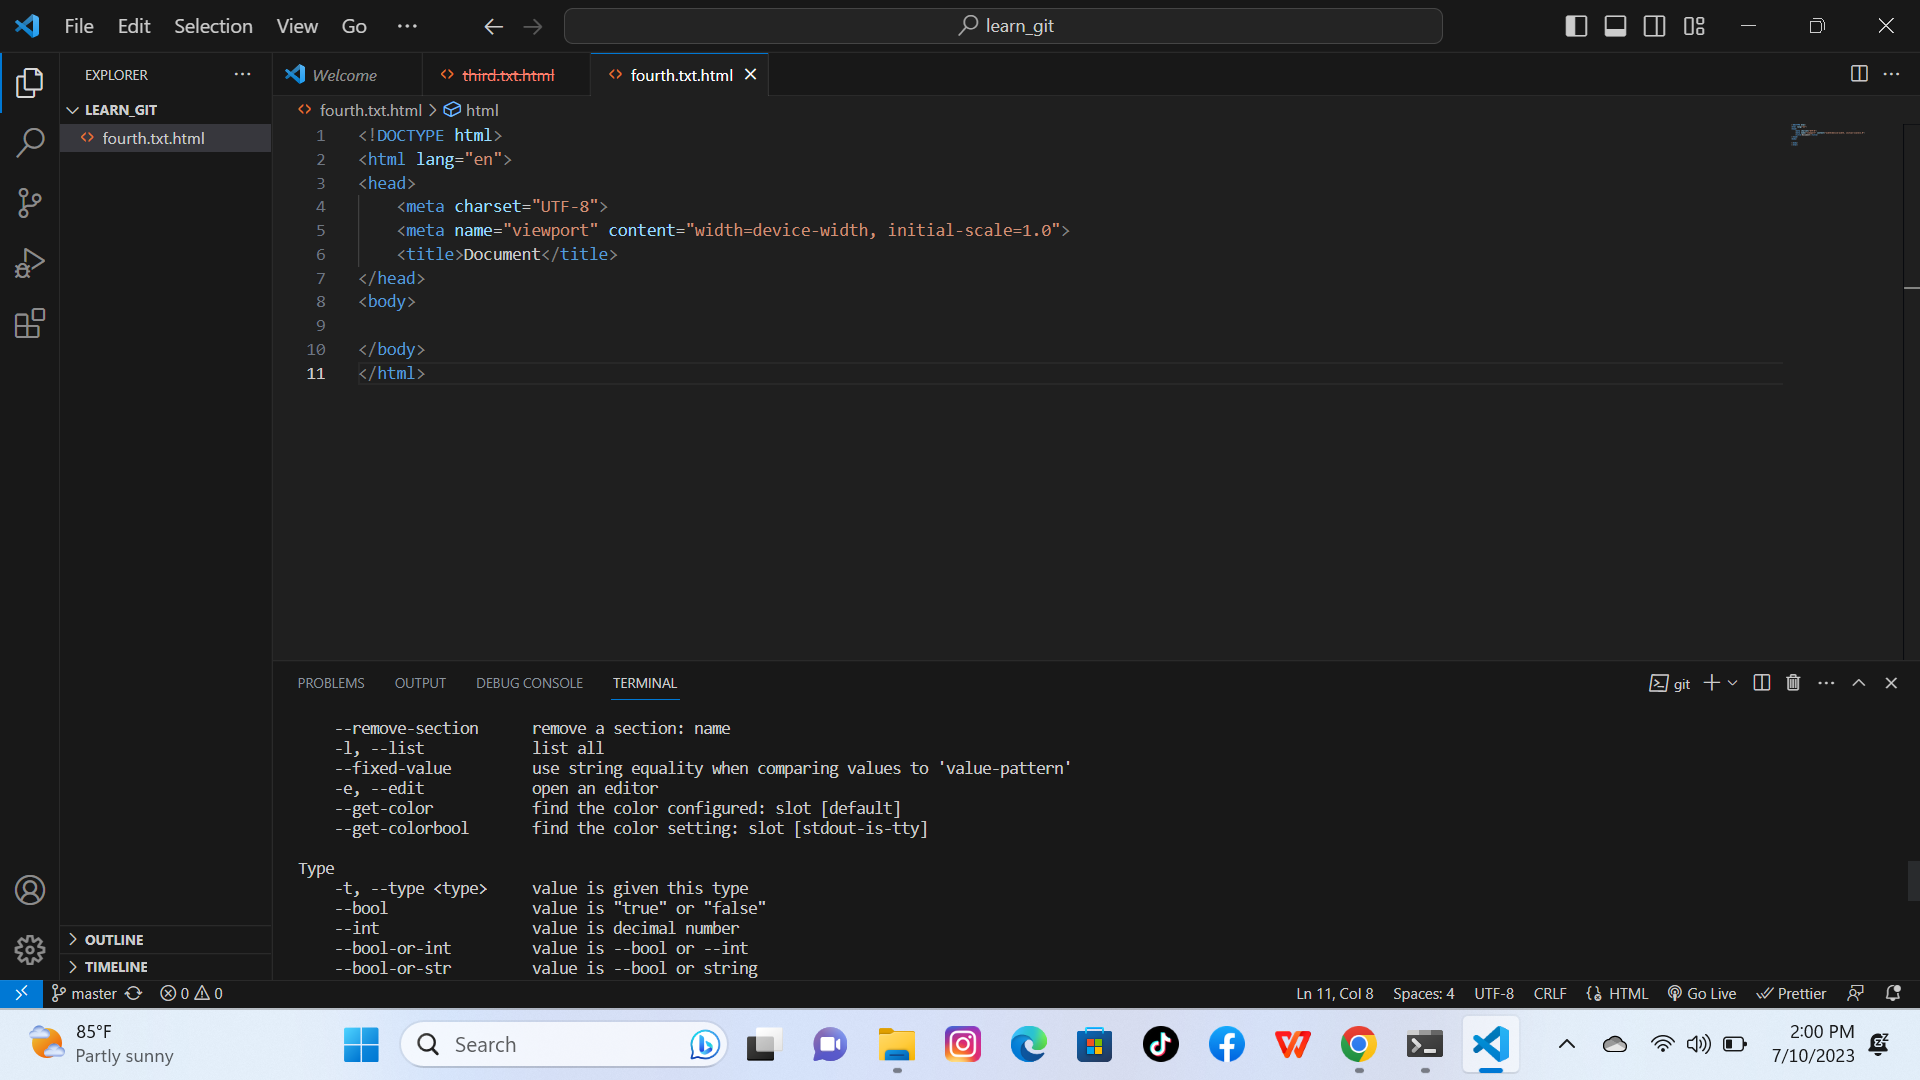 File Edit Selection View Go ···
learn_git
EXPLORER
LEARN_GIT
fourth.txt.html
OUTLINE
TIMELINE
Welcome
third.txt.html
fourth.txt.html
fourth.txt.html > html
1 <!DOCTYPE html>
2 <html lang="en">
3 <head>
4 <meta charset="UTF-8">
5 <meta name="viewport" content="width=device-width, initial-scale=1.0">
6 <title>Document</title>
7 </head>
8 <body>
9
10 </body>
11 </html>
PROBLEMS OUTPUT DEBUG CONSOLE TERMINAL
git
--remove-section remove a section: name
-l, --list list all
--fixed-value use string equality when comparing values to 'value-pattern'
-e, --edit open an editor
--get-color find the color configured: slot [default]
--get-colorbool find the color setting: slot [stdout-is-tty]
Type
-t, --type <type> value is given this type
--bool value is "true" or "false"
--int value is decimal number
--bool-or-int value is --bool or --int
--bool-or-str value is --bool or string
master 0 0
Ln 11, Col 8 Spaces: 4 UTF-8 CRLF HTML Go Live Prettier
85°F
Partly sunny
Search
2:00 PM
7/10/2023